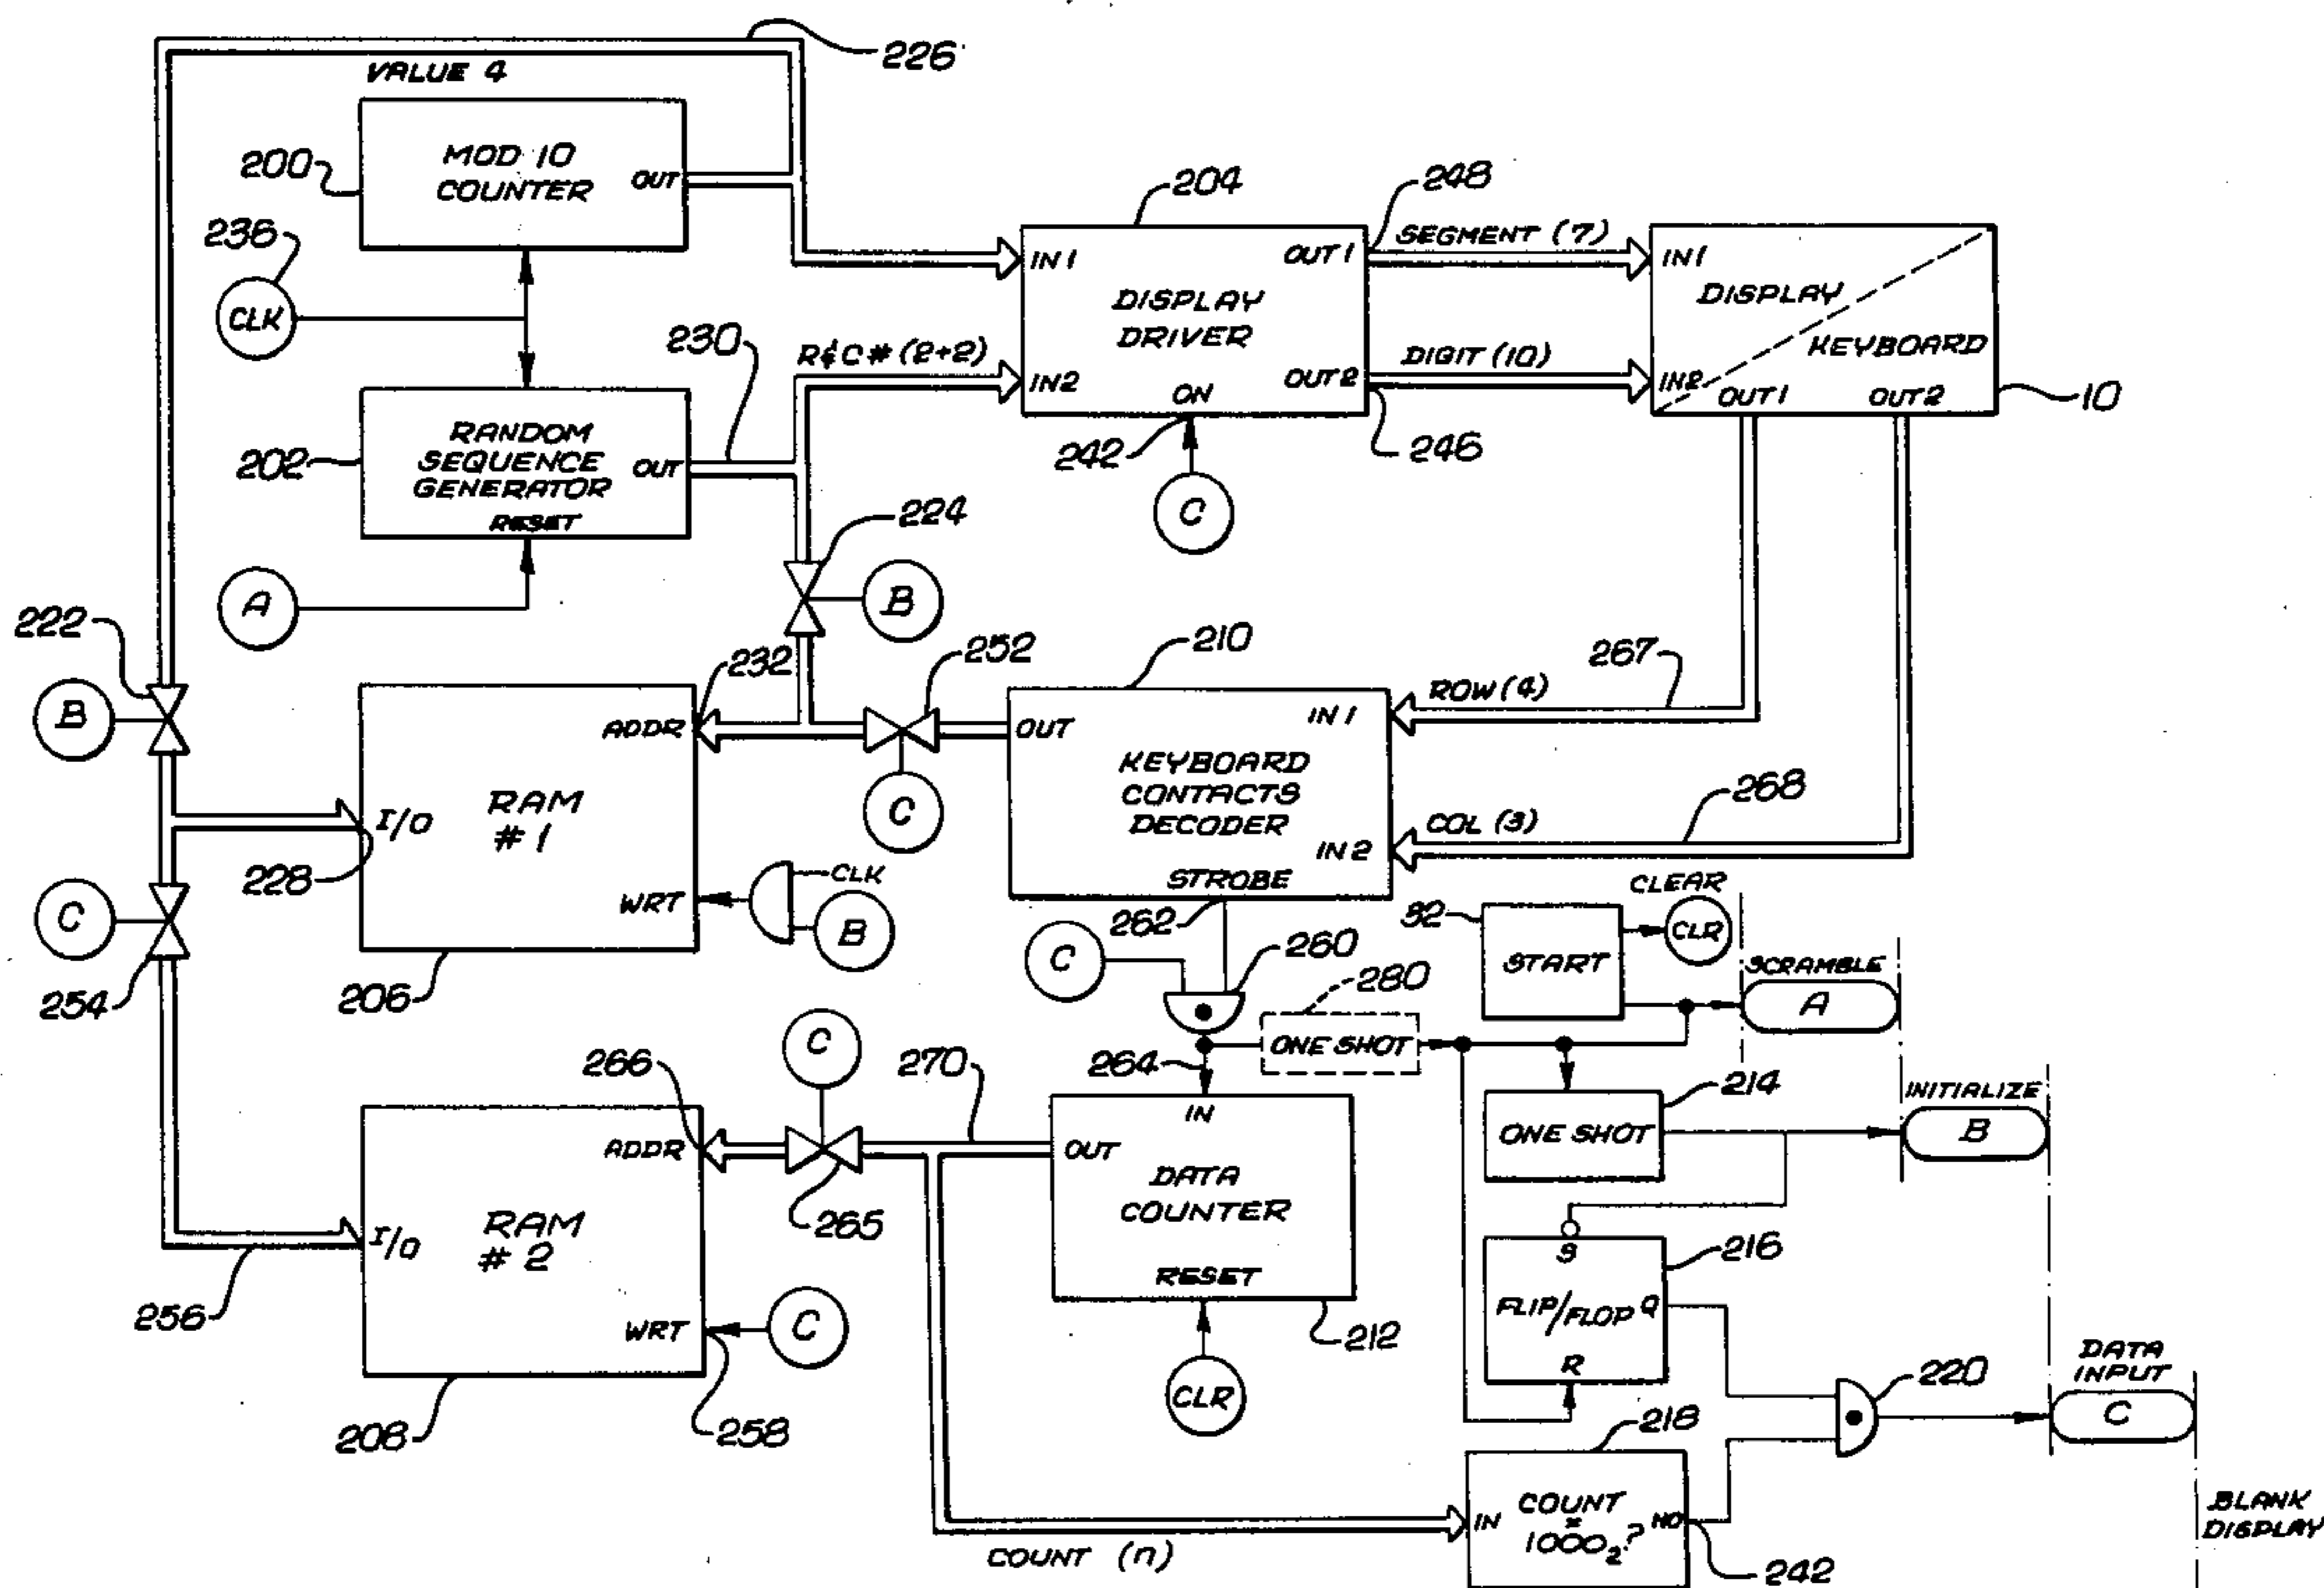 226
VALUE 4
200
MOD 10
COUNTER
OUT
236
CLK
230
R&C # (2+2)
202
RANDOM
SEQUENCE
GENERATOR
OUT
RESET
A
224
B
204
IN 1
OUT 1
DISPLAY
DRIVER
IN2
OUT2
ON
242
C
248
SEGMENT (7)
DIGIT (10)
246
IN 1
DISPLAY
KEYBOARD
IN2
OUT 1
OUT 2
10
222
B
232
252
210
267
ROW (4)
ADDR
OUT
IN 1
KEYBOARD
CONTACTS
DECODER
C
268
COL (3)
IN 2
STROBE
I/O
RAM
# 1
228
WRT
CLK
B
C
254
206
262
C
260
32
START
CLEAR
CLR
SCRAMBLE
A
280
ONE SHOT
264
C
266
270
265
ADDR
I/O
RAM
# 2
WRT
256
208
258
C
IN
OUT
DATA
COUNTER
RESET
212
CLR
214
ONE SHOT
INITIALIZE
B
216
S
FLIP/FLOP Q
R
220
DATA
INPUT
C
218
IN
COUNT
=
1000₂?
NO
242
COUNT (n)
BLANK
DISPLAY